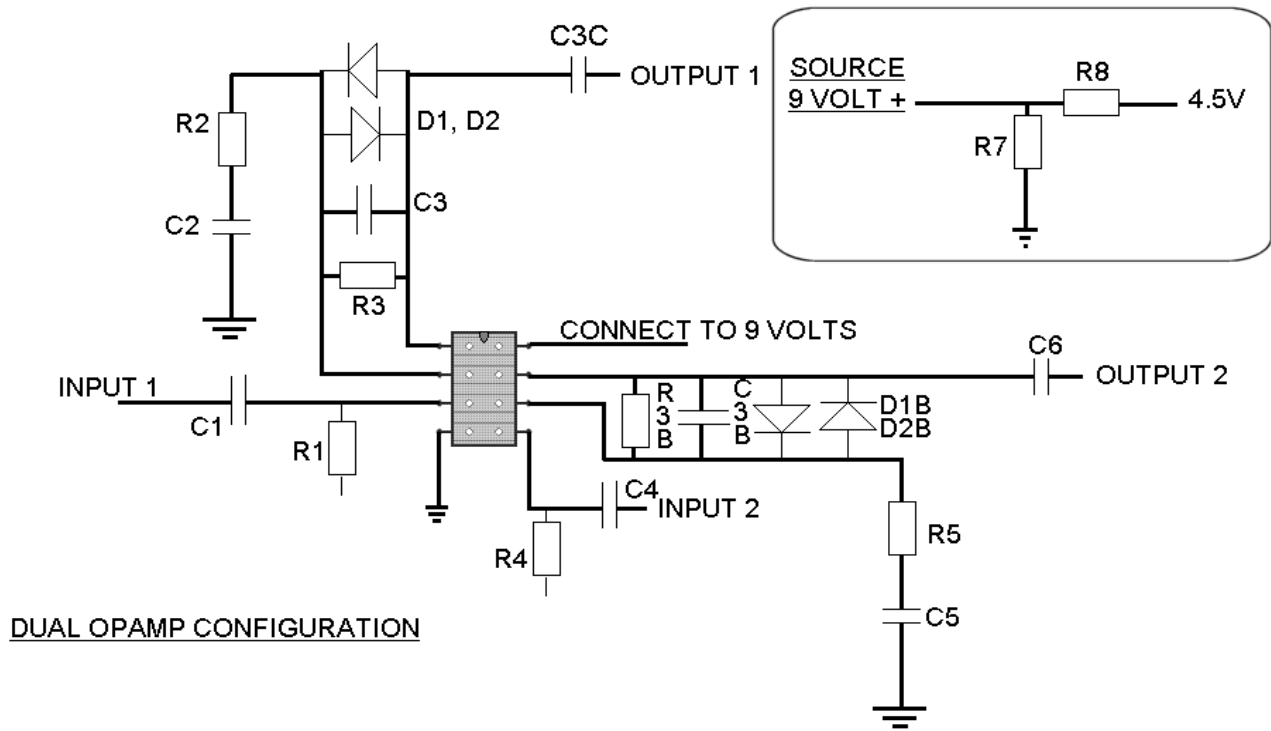 C3C
OUTPUT 1
SOURCE
9 VOLT +
R8
4.5V
R7
R2
D1, D2
C3
C2
R3
CONNECT TO 9 VOLTS
C6
OUTPUT 2
INPUT 1
C1
R1
R3B
C3B
D1B
D2B
C4
INPUT 2
R4
R5
C5
DUAL OPAMP CONFIGURATION